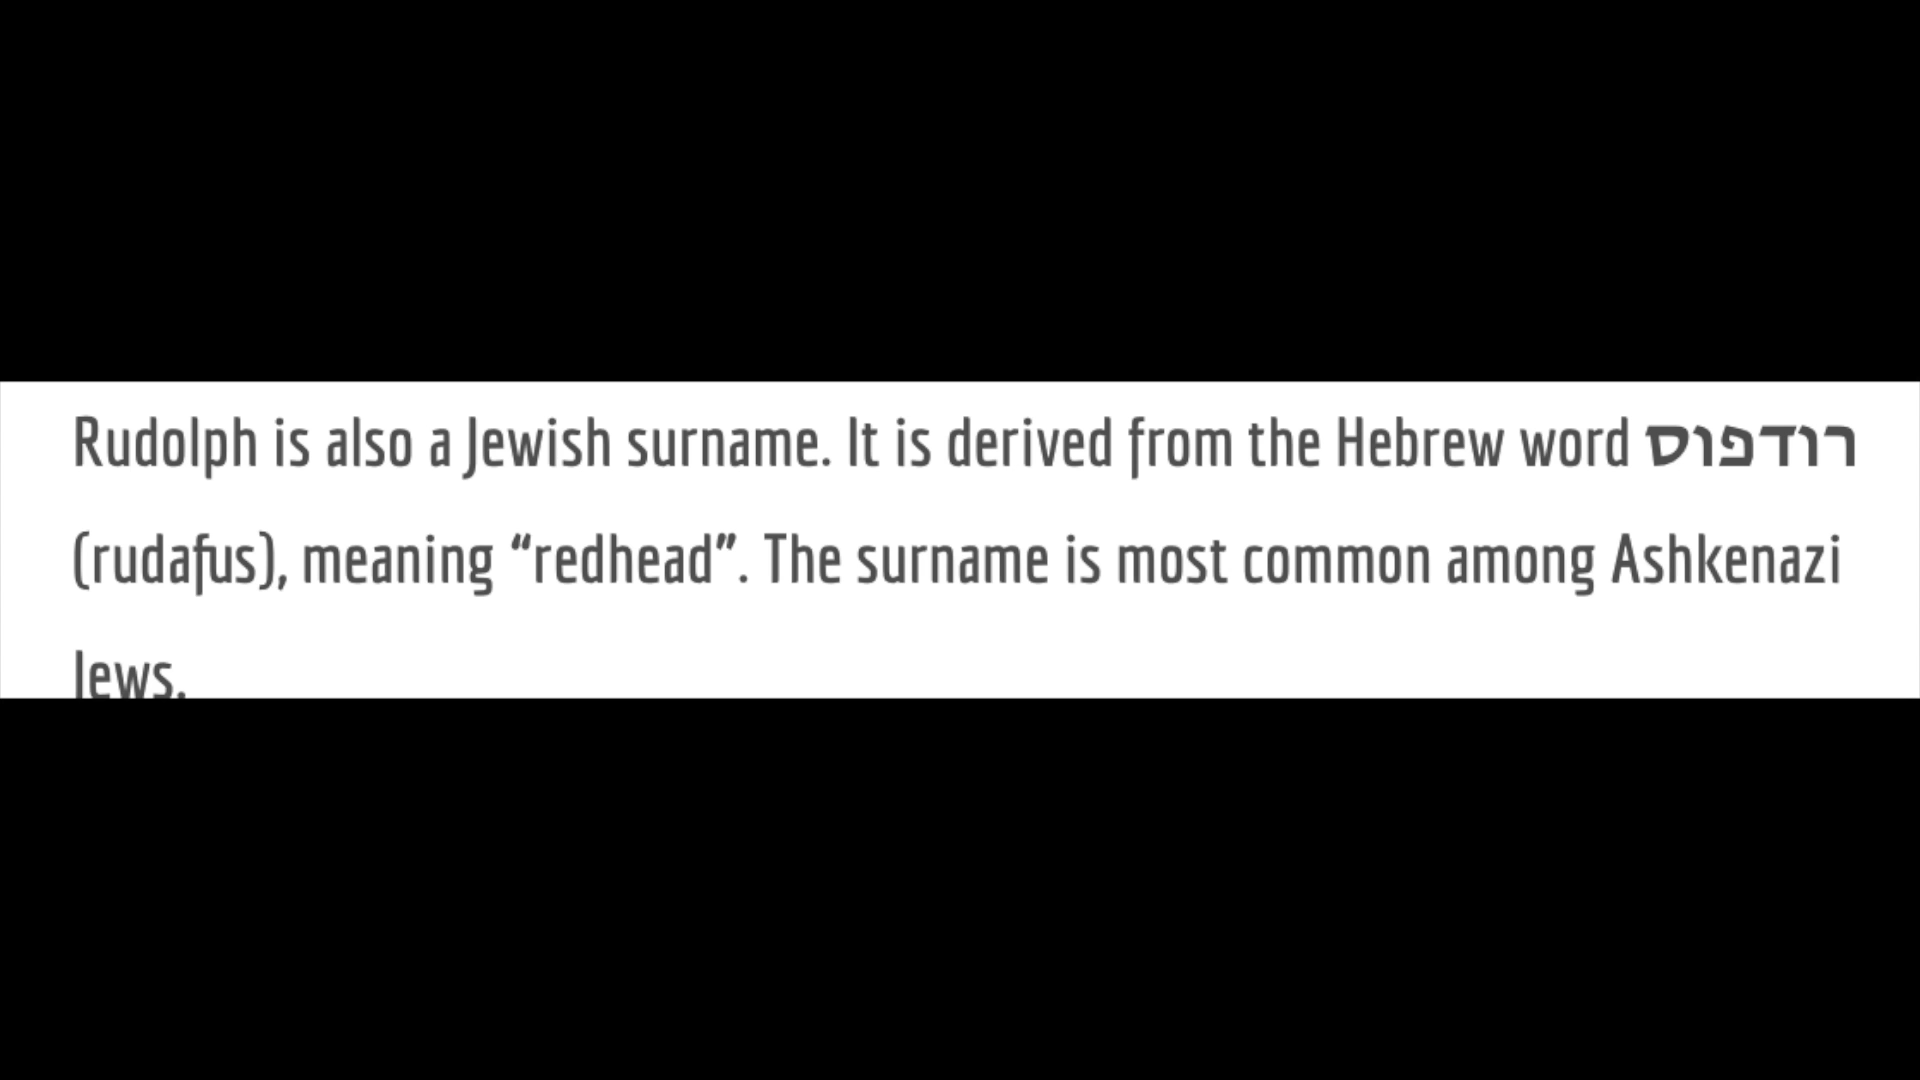 Rudolph is also a Jewish surname. It is derived from the Hebrew word רודפוס
(rudafus), meaning “redhead”. The surname is most common among Ashkenazi
Jews.